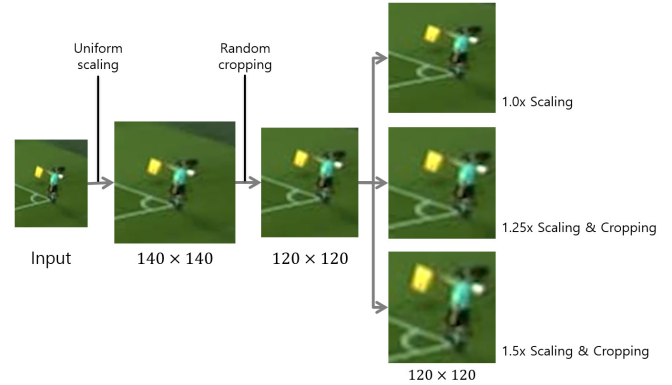 Uniform
scaling
Random
cropping
1.0x Scaling
1.25x Scaling & Cropping
Input
140 × 140
120 × 120
1.5x Scaling & Cropping
120 × 120